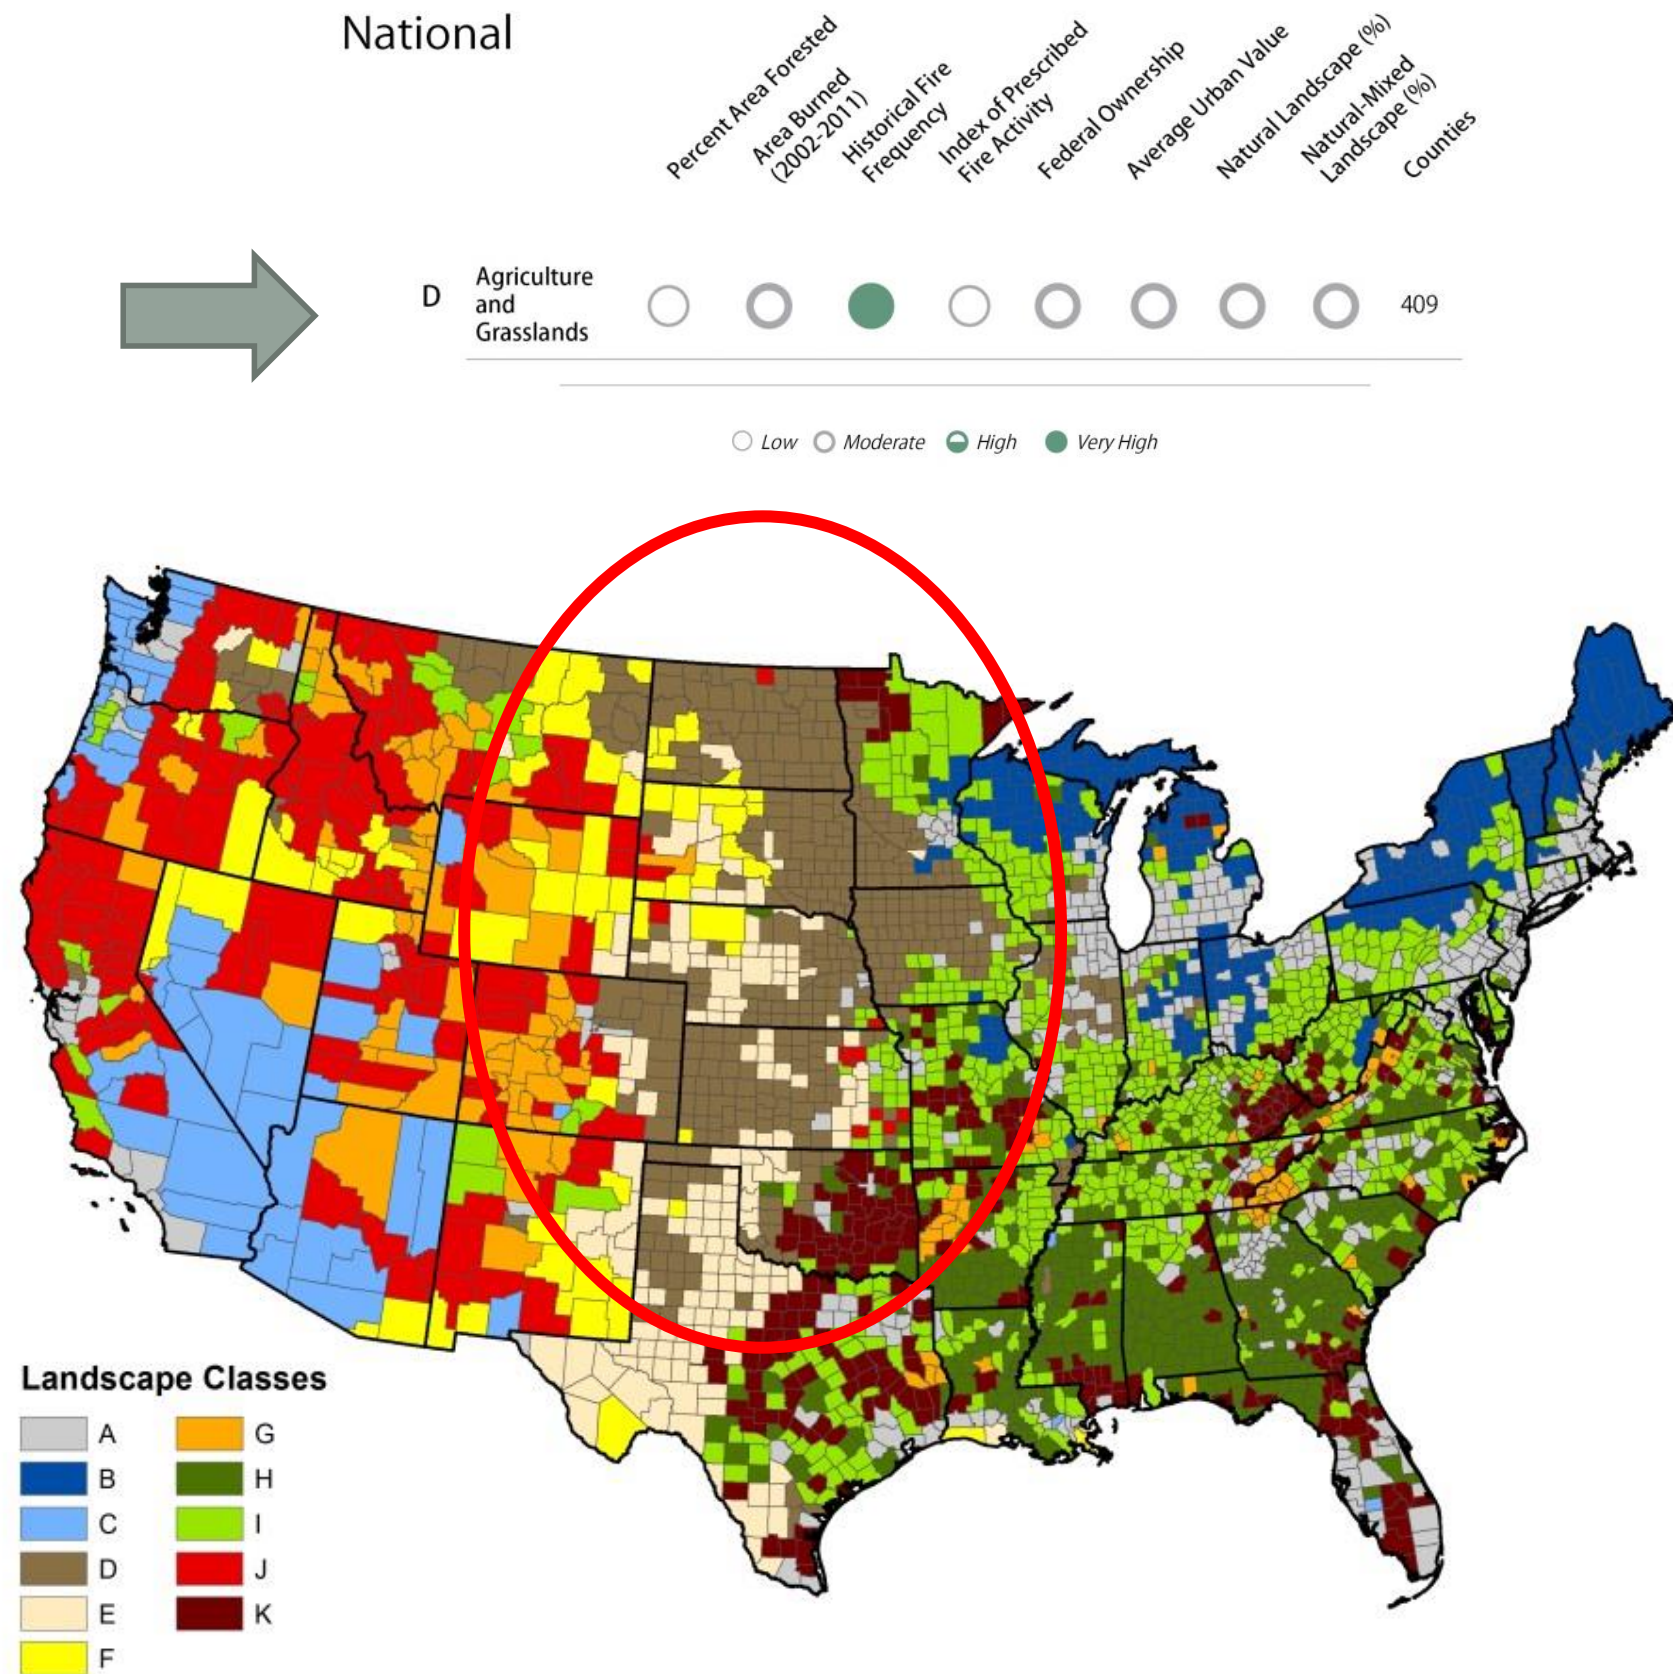 National
Percent Area Forested
Area Burned
(2002-2011)
Historical Fire
Frequency
Index of Prescribed
Fire Activity
Federal Ownership
Average Urban Value
Natural Landscape (%)
Natural-Mixed
Landscape (%)
Counties
D
Agriculture
and
Grasslands
409
Low Moderate High Very High
Landscape Classes
A G
B H
C I
D J
E K
F